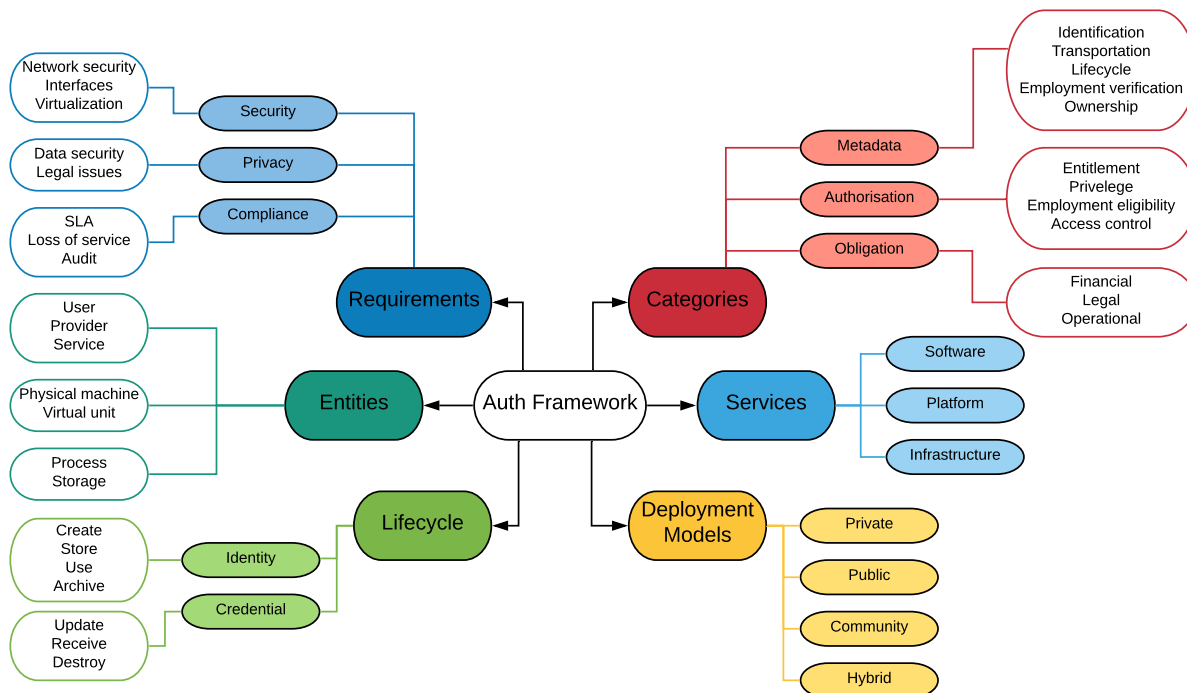 Network security
Interfaces
Virtualization
Security
Data security
Legal issues
Privacy
SLA
Loss of service
Audit
Compliance
Requirements
User
Provider
Service
Physical machine
Virtual unit
Process
Storage
Entities
Create
Store
Use
Archive
Identity
Update
Receive
Destroy
Credential
Lifecycle
Auth Framework
Categories
Metadata
Identification
Transportation
Lifecycle
Employment verification
Ownership
Authorisation
Entitlement
Privelege
Employment eligibility
Access control
Obligation
Financial
Legal
Operational
Services
Software
Platform
Infrastructure
Deployment
Models
Private
Public
Community
Hybrid